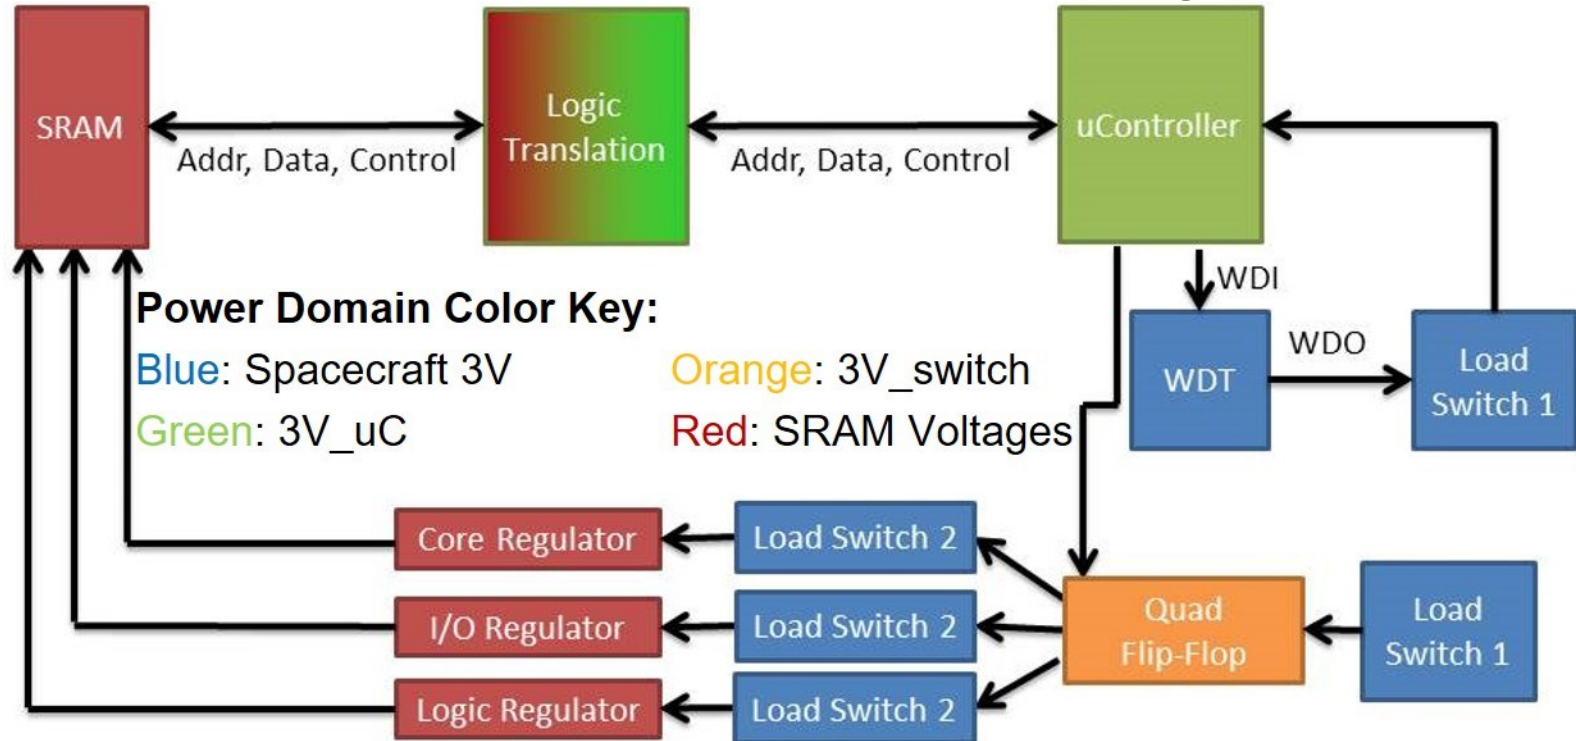 SRAM
Addr, Data, Control
Logic
Translation
Addr, Data, Control
uController
WDI
WDT
WDO
Load
Switch 1
Power Domain Color Key:
Blue: Spacecraft 3V
Orange: 3V_switch
Green: 3V_uC
Red: SRAM Voltages
Core Regulator
Load Switch 2
I/O Regulator
Load Switch 2
Logic Regulator
Load Switch 2
Quad
Flip-Flop
Load
Switch 1